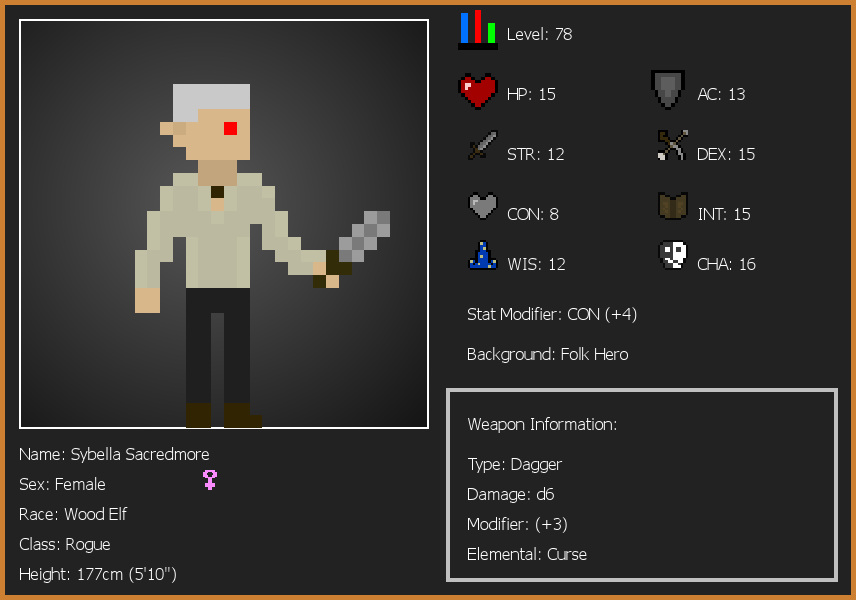 Level: 78
HP: 15
AC: 13
STR: 12
DEX: 15
CON: 8
INT: 15
WIS: 12
CHA: 16
Stat Modifier: CON (+4)
Background: Folk Hero
Weapon Information:
Type: Dagger
Damage: d6
Modifier: (+3)
Elemental: Curse
Name: Sybella Sacredmore
Sex: Female
Race: Wood Elf
Class: Rogue
Height: 177cm (5'10")